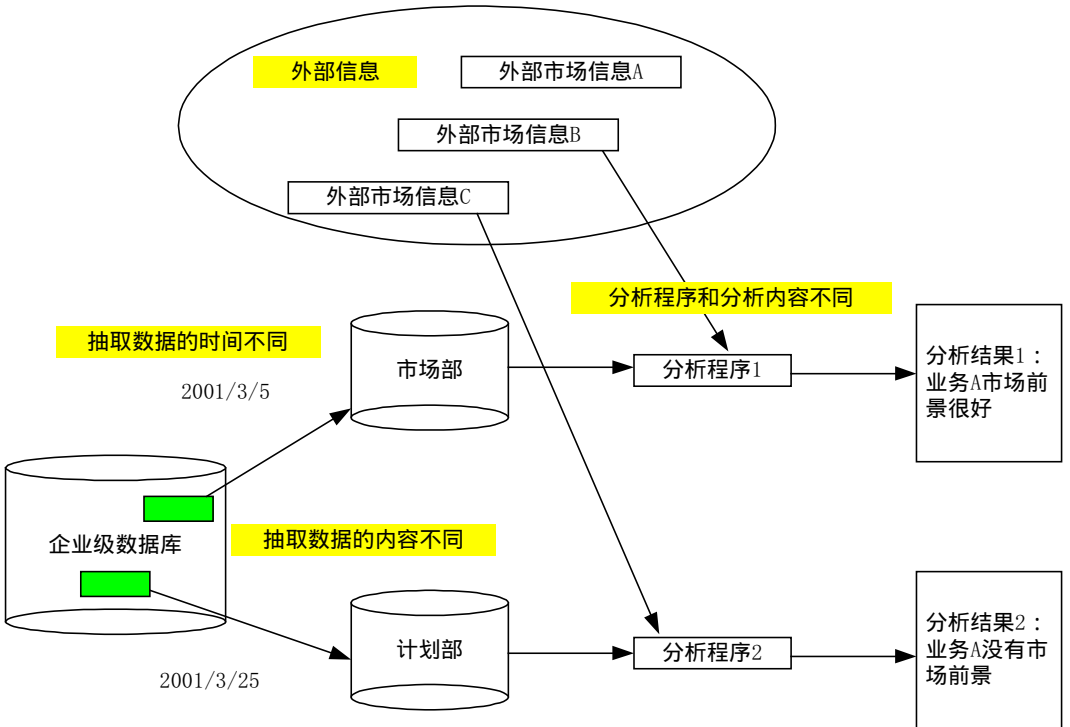 外部信息
外部市场信息A
外部市场信息B
外部市场信息C
分析程序和分析内容不同
抽取数据的时间不同
2001/3/5
市场部
分析程序1
分析结果1：
业务A市场前
景很好
企业级数据库
抽取数据的内容不同
计划部
分析程序2
分析结果2：
业务A没有市
场前景
2001/3/25